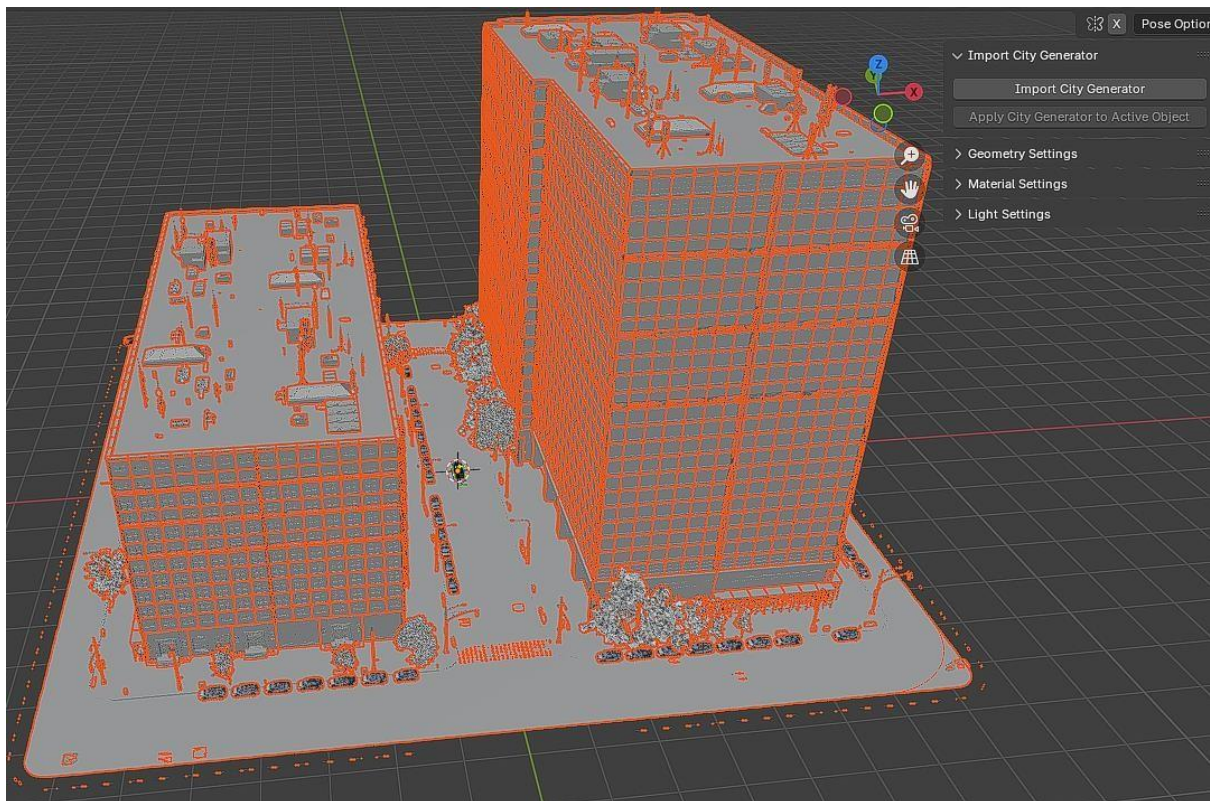 X Pose Option
Import City Generator
Import City Generator
Apply City Generator to Active Object
Geometry Settings
Material Settings
Light Settings
Z
Y
X